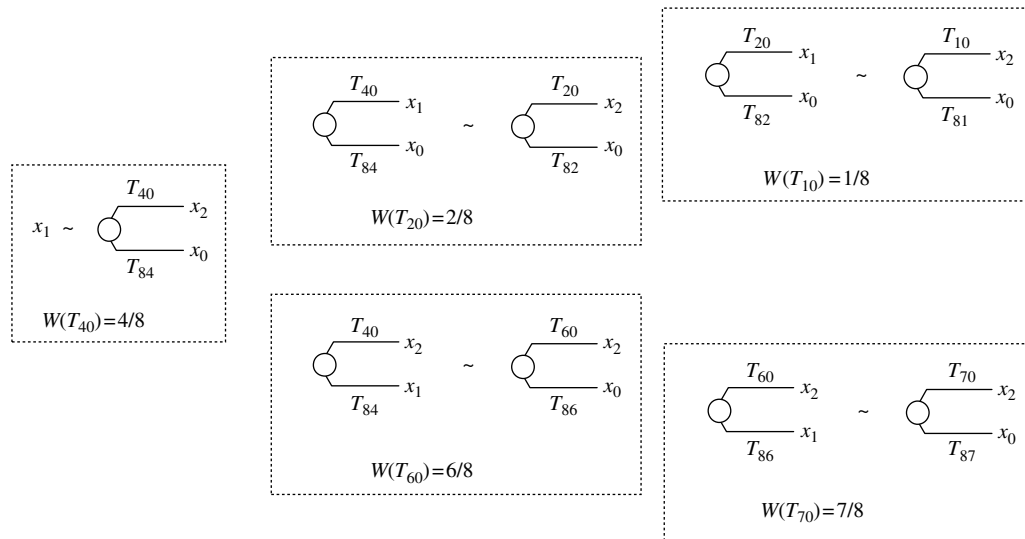 x₁ ~
T₄₀
x₂
x₀
T₈₄
W(T₄₀)=4/8
T₄₀
x₁
x₀
T₈₄
~
T₂₀
x₂
x₀
T₈₂
W(T₂₀)=2/8
T₂₀
x₁
x₀
T₈₂
~
T₁₀
x₂
x₀
T₈₁
W(T₁₀)=1/8
T₄₀
x₂
x₁
T₈₄
~
T₆₀
x₂
x₀
T₈₆
W(T₆₀)=6/8
T₆₀
x₂
x₁
T₈₆
~
T₇₀
x₂
x₀
T₈₇
W(T₇₀)=7/8